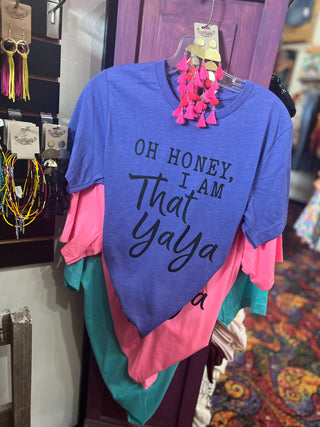 OH HONEY,
I AM
That
YaYa